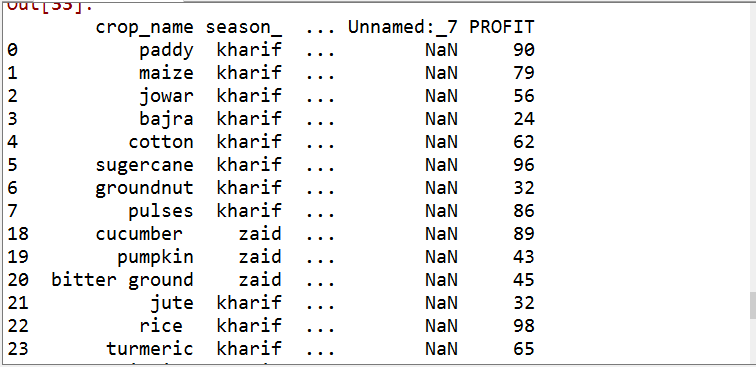 Out[33]:
crop_name season_ ... Unnamed:_7 PROFIT
0 paddy kharif ... NaN 90
1 maize kharif ... NaN 79
2 jowar kharif ... NaN 56
3 bajra kharif ... NaN 24
4 cotton kharif ... NaN 62
5 sugercane kharif ... NaN 96
6 groundnut kharif ... NaN 32
7 pulses kharif ... NaN 86
18 cucumber zaid ... NaN 89
19 pumpkin zaid ... NaN 43
20 bitter ground zaid ... NaN 45
21 jute kharif ... NaN 32
22 rice kharif ... NaN 98
23 turmeric kharif ... NaN 65